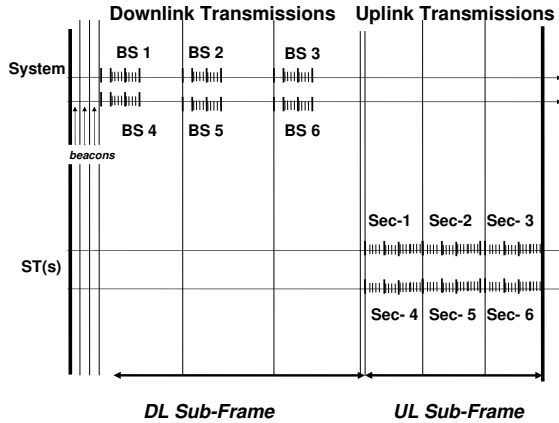 Downlink Transmissions Uplink Transmissions
BS 1 BS 2 BS 3
System
BS 4 BS 5 BS 6
beacons
Sec-1 Sec-2 Sec- 3
ST(s)
Sec- 4 Sec- 5 Sec- 6
DL Sub-Frame UL Sub-Frame